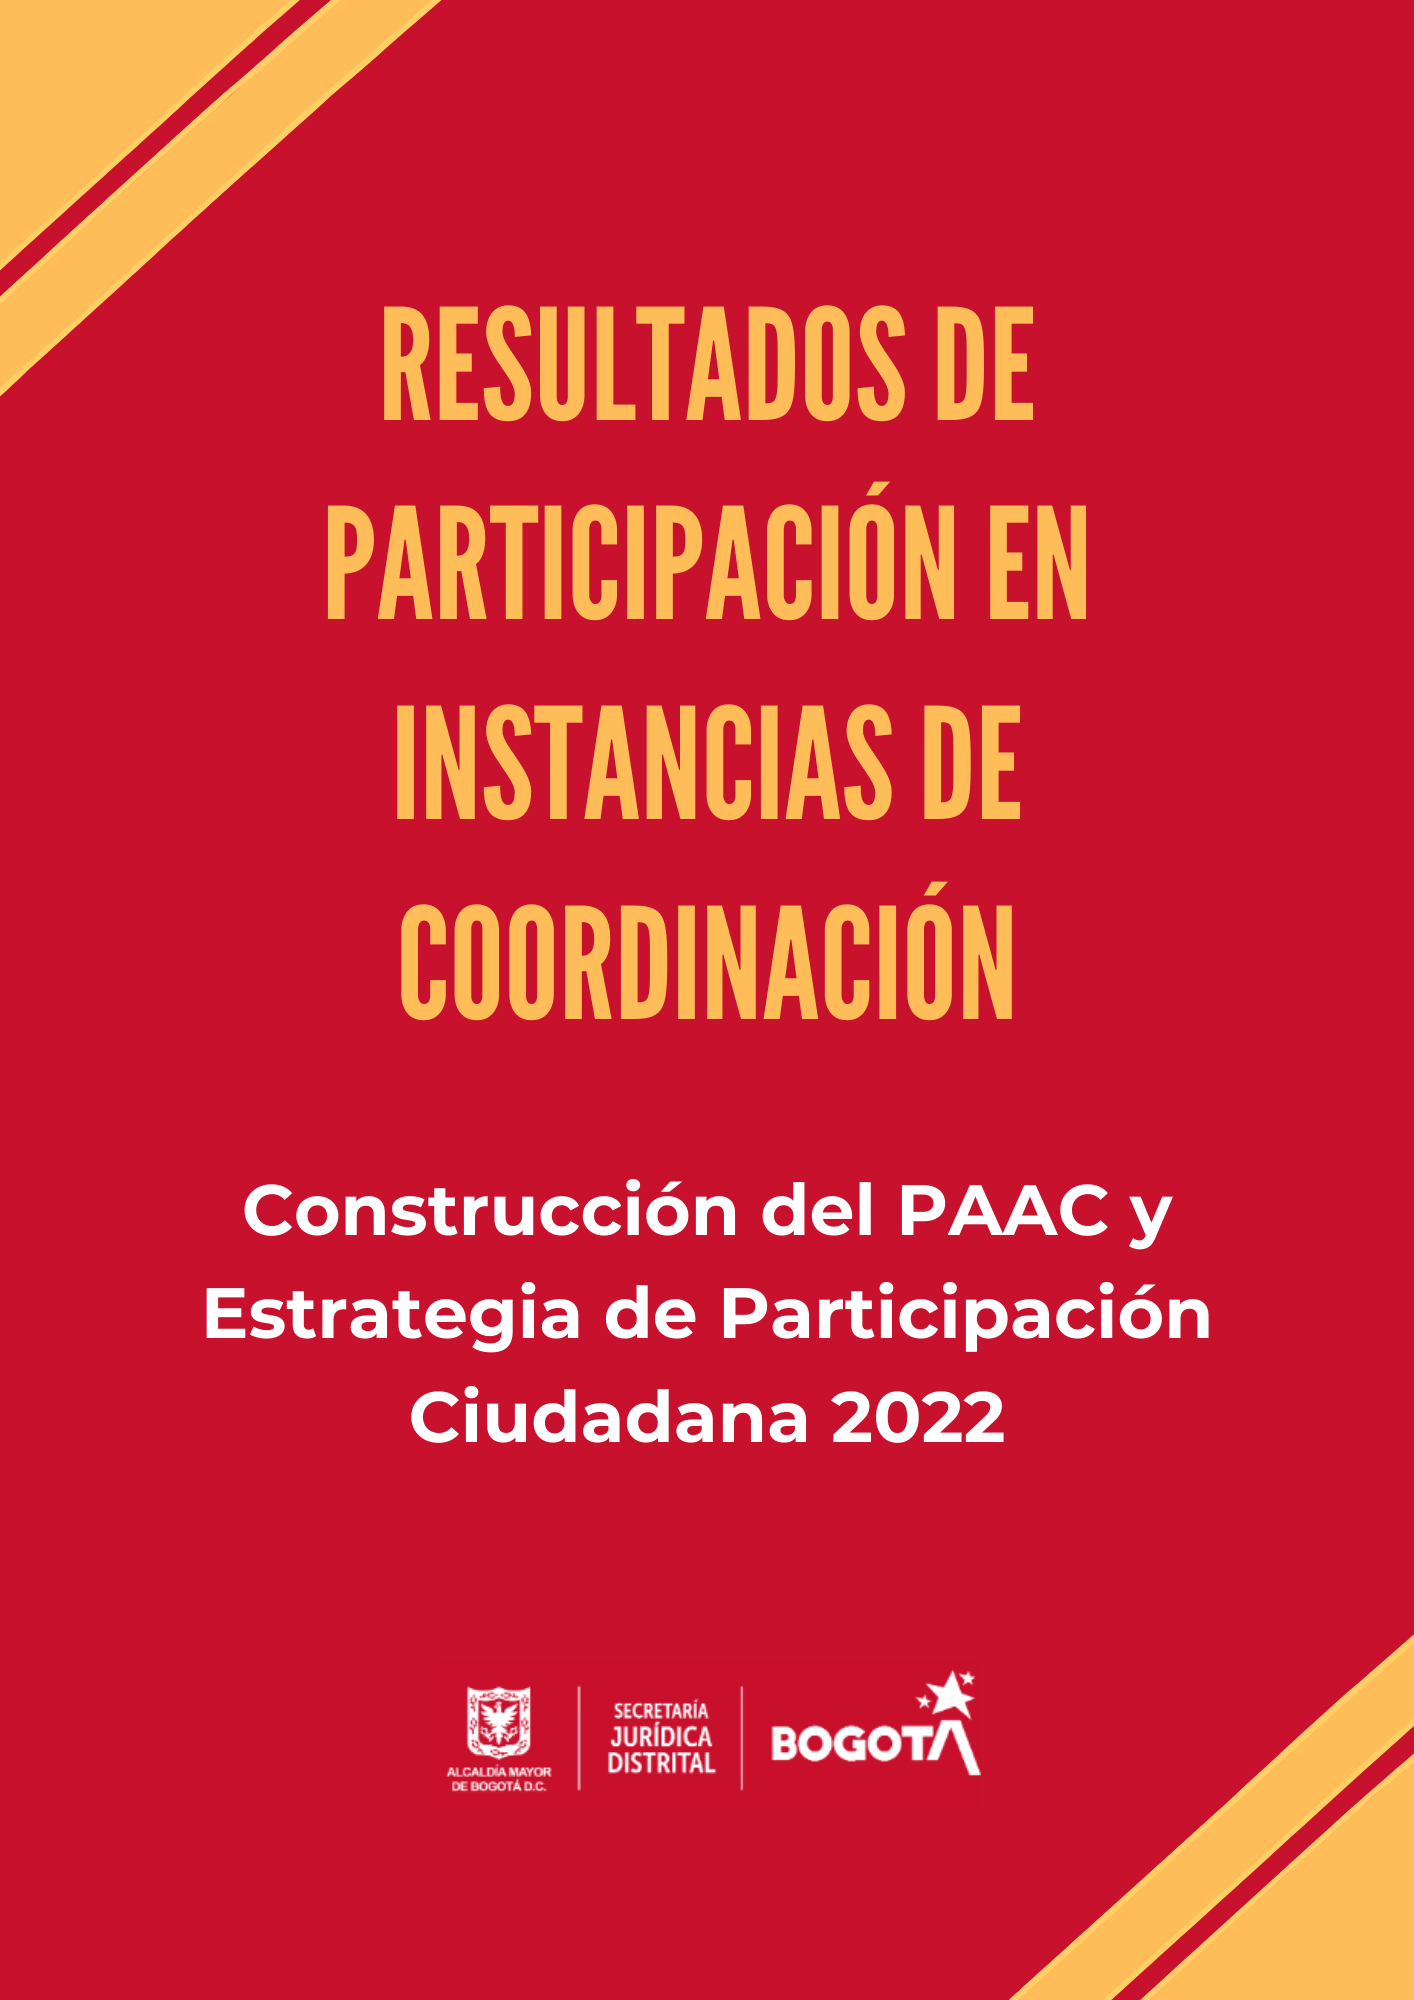 RESULTADOS DE
PARTICIPACIÓN EN
INSTANCIAS DE
COORDINACIÓN
Construcción del PAAC y
Estrategia de Participación
Ciudadana 2022
ALCALDÍA MAYOR
DE BOGOTÁ D.C.
SECRETARÍA
JURÍDICA
DISTRITAL
BOGOTÁ